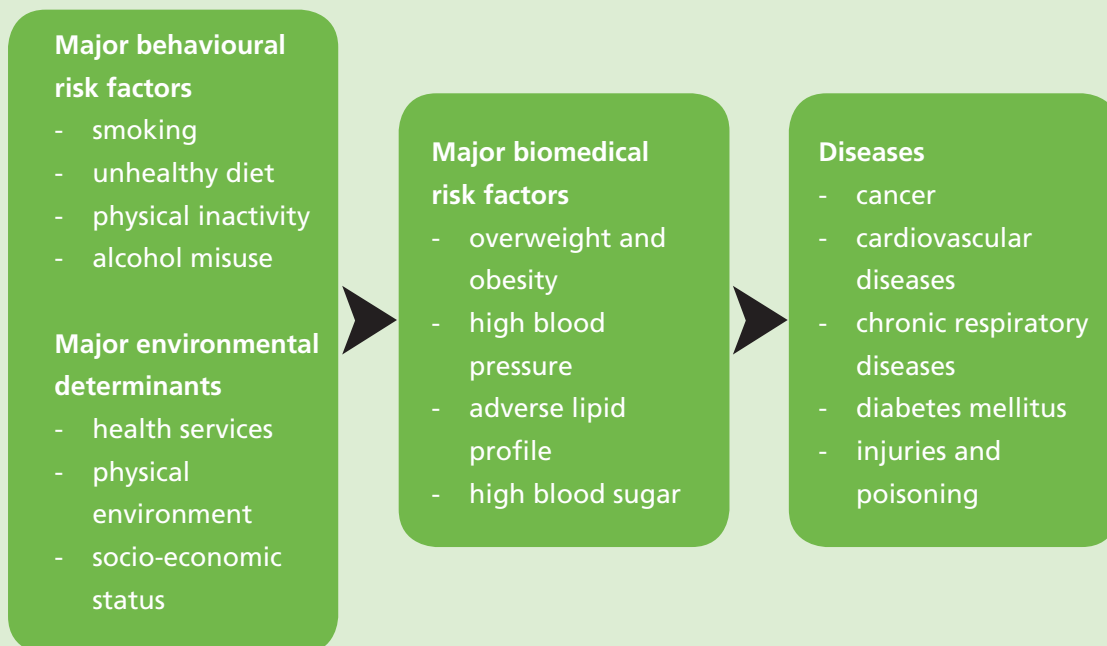 Major behavioural
risk factors
- smoking
- unhealthy diet
- physical inactivity
- alcohol misuse
Major environmental
determinants
- health services
- physical
environment
- socio-economic
status
Major biomedical
risk factors
- overweight and
obesity
- high blood
pressure
- adverse lipid
profile
- high blood sugar
Diseases
- cancer
- cardiovascular
diseases
- chronic respiratory
diseases
- diabetes mellitus
- injuries and
poisoning